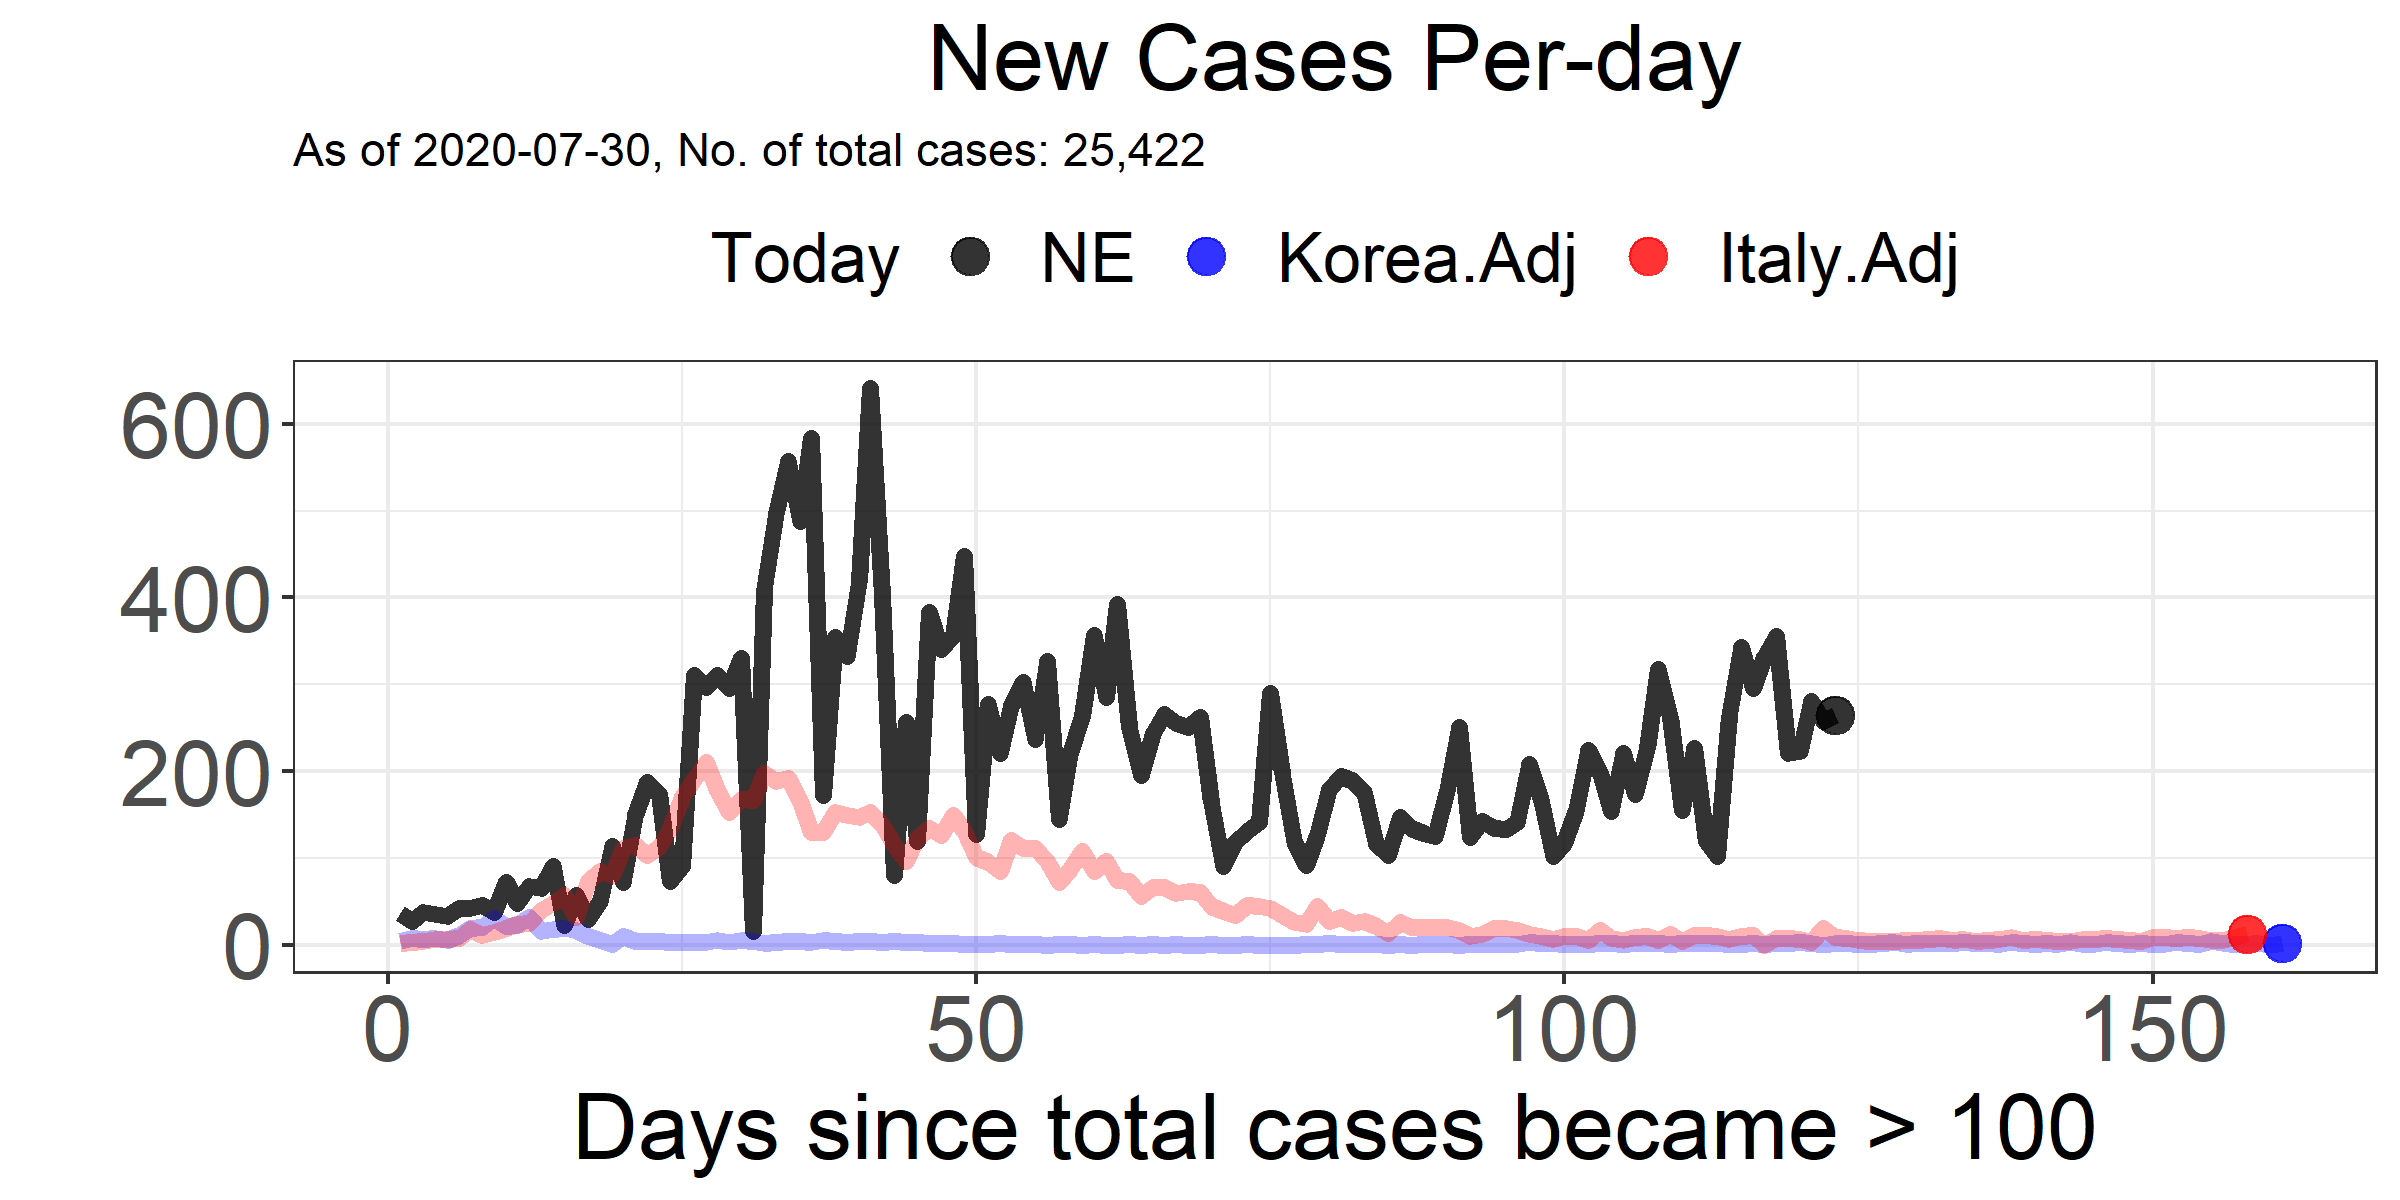 New Cases Per-day
As of 2020-07-30, No. of total cases: 25,422
Today NE Korea.Adj Italy.Adj
600
400
200
0
0 50 100 150
Days since total cases became > 100